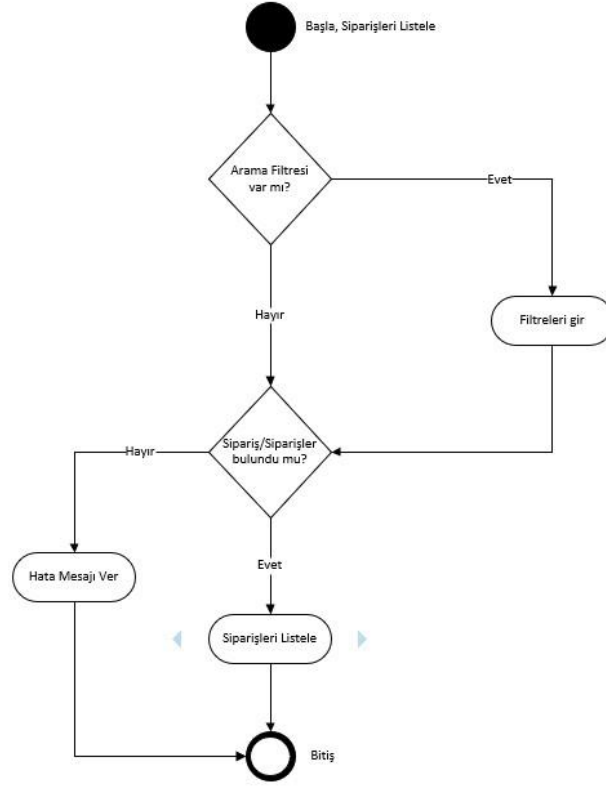 Başla, Siparişleri Listele
Arama Filtresi
var mı?
Evet
Filtreleri gir
Hayır
Sipariş/Siparişler
bulundu mu?
Hayır
Hata Mesajı Ver
Evet
Siparişleri Listele
Bitiş